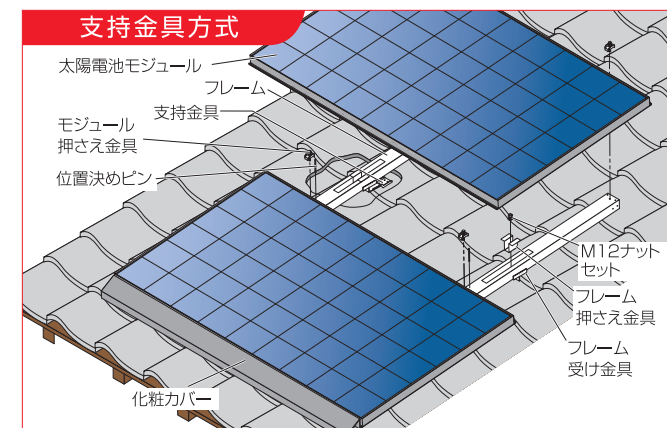 支持金具方式
太陽電池モジュール
フレーム
支持金具
モジュール
押さえ金具
位置決めピン
M12ナット
セット
フレーム
押さえ金具
フレーム
受け金具
化粧カバー